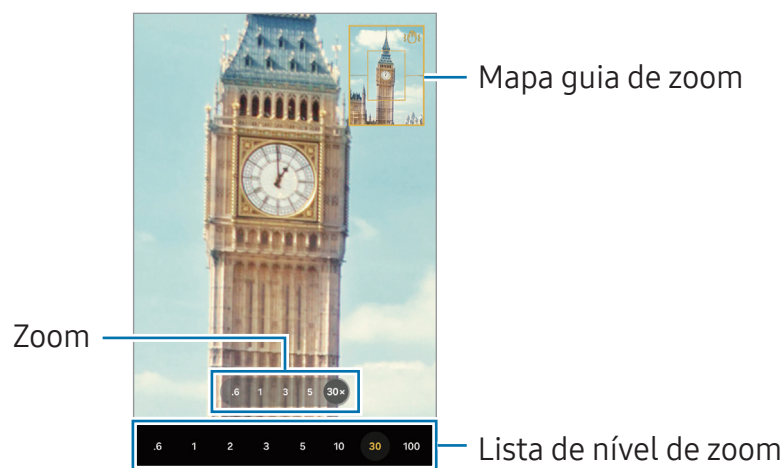 Mapa guia de zoom
Zoom
.6 1 3 5 30×
.6 1 2 3 5 10 30 100
Lista de nível de zoom